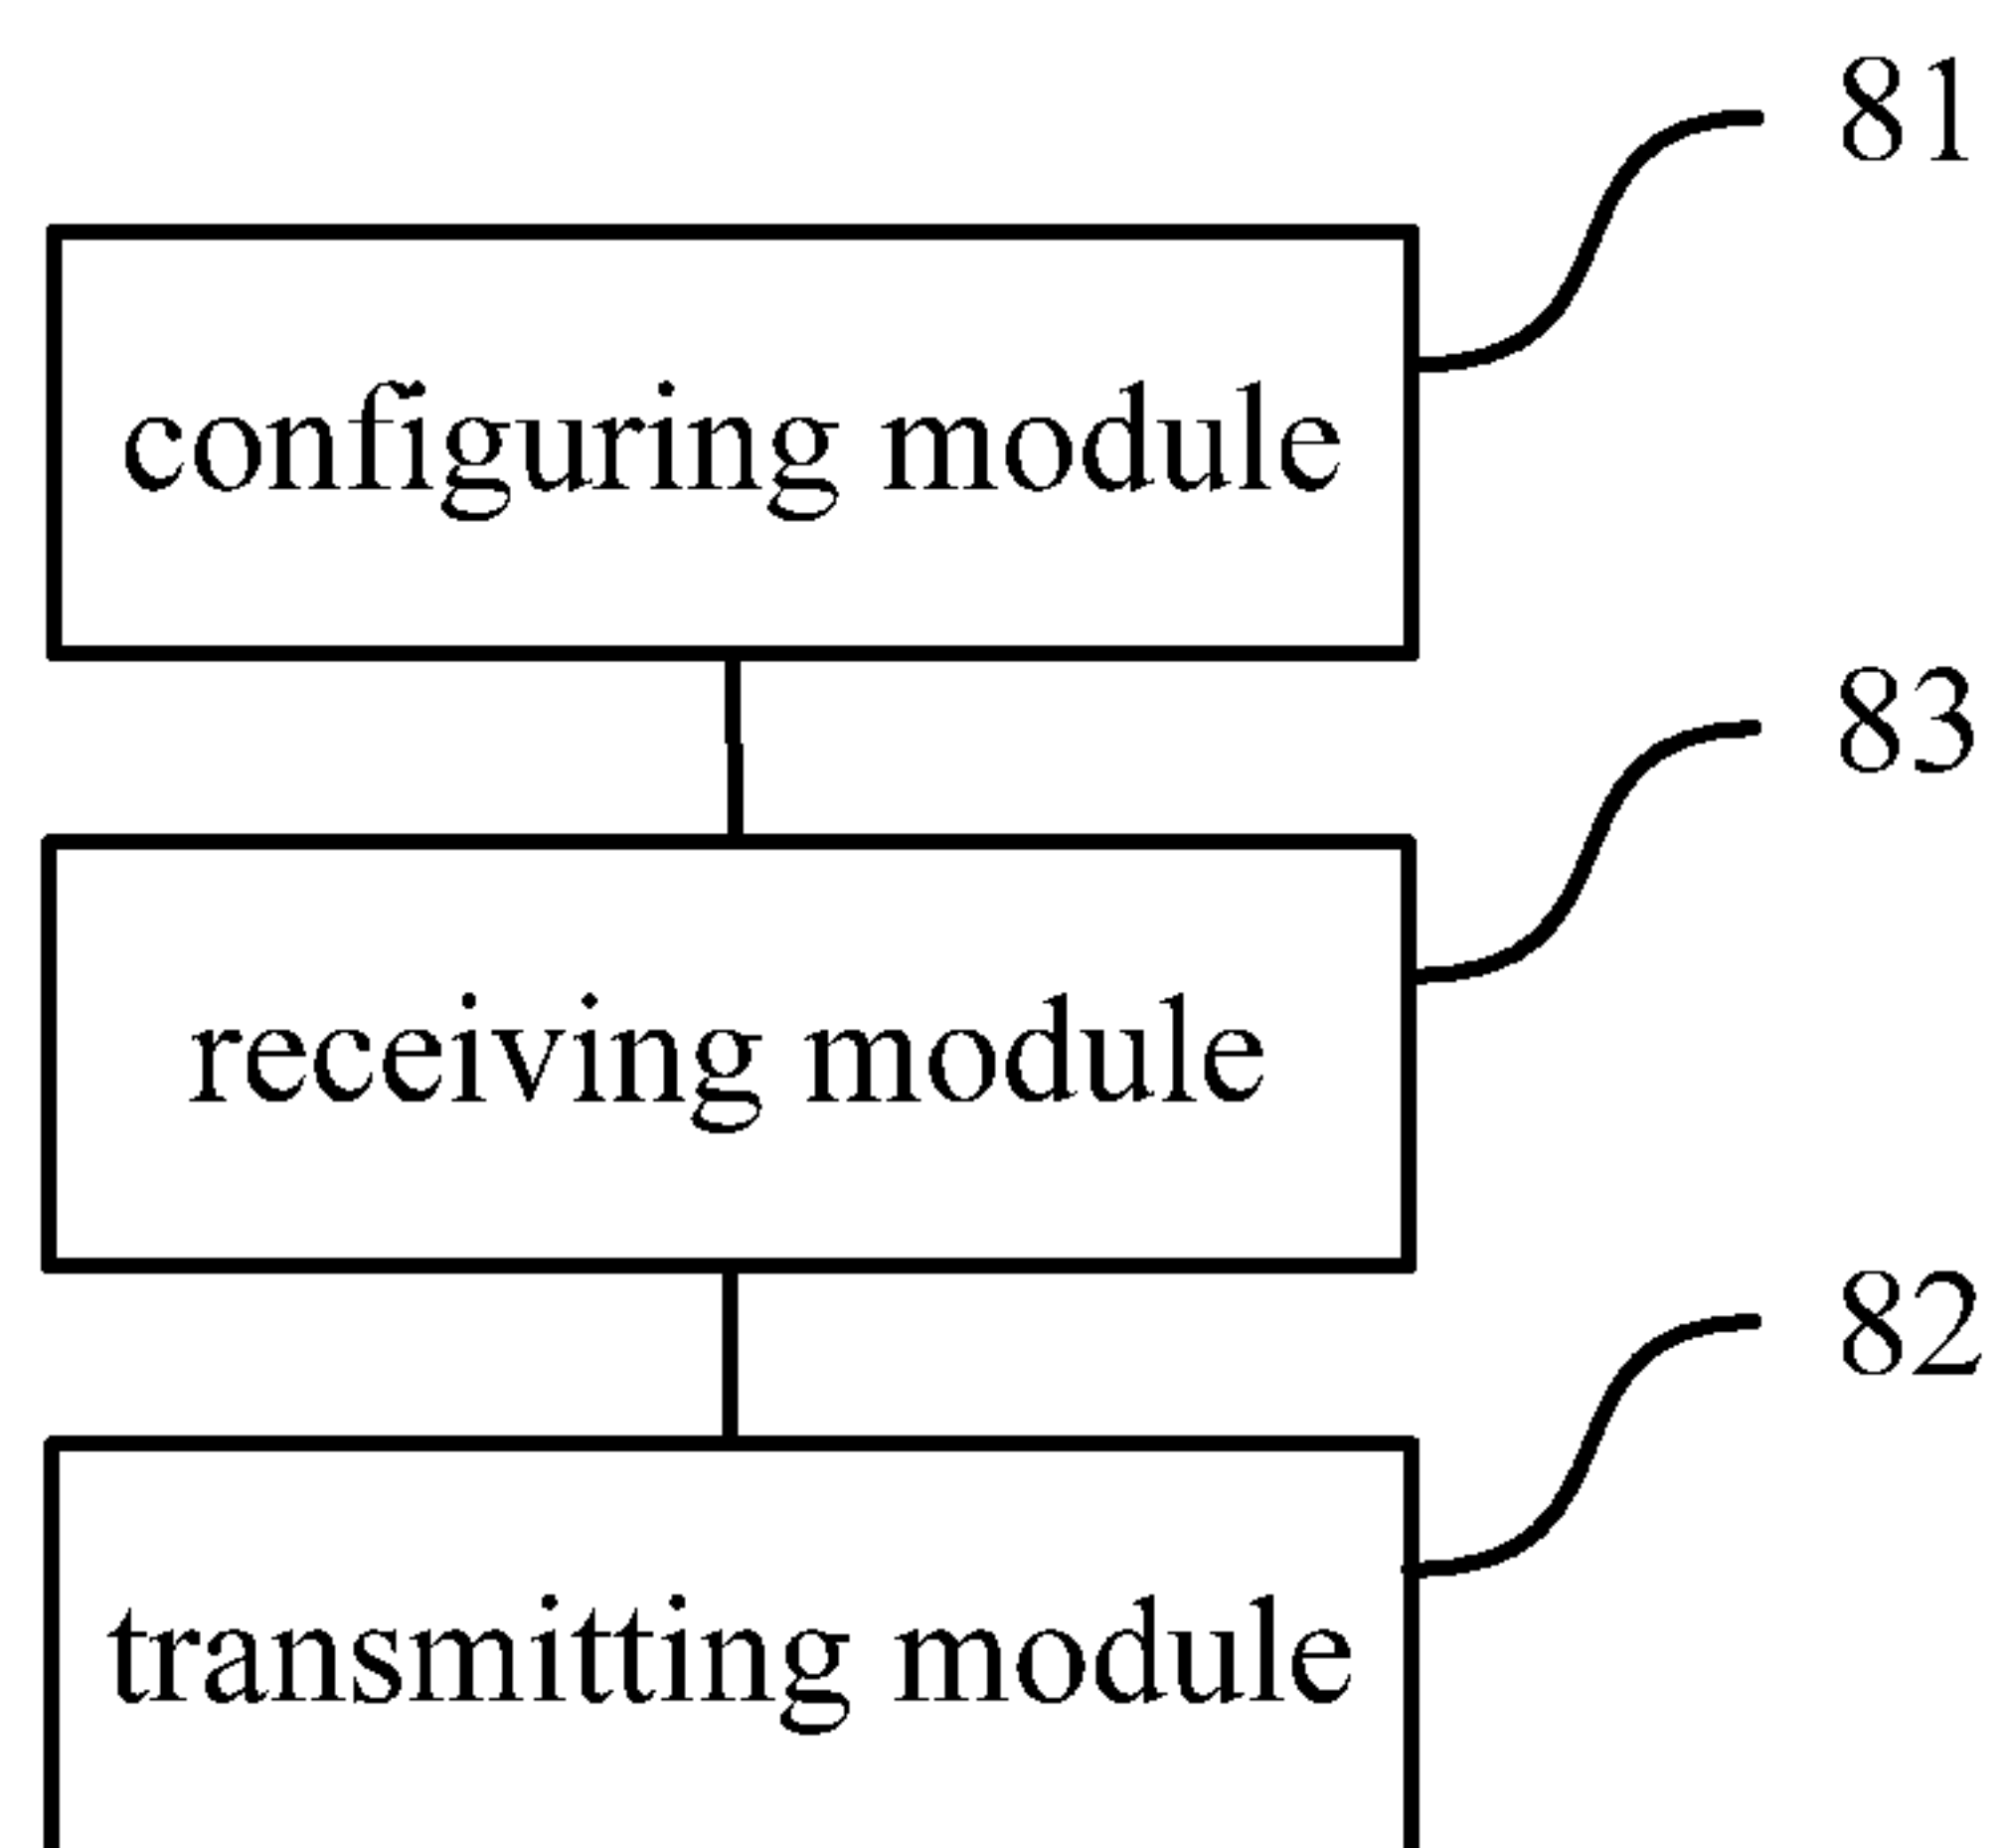 81
configuring module
83
receiving module
82
transmitting module